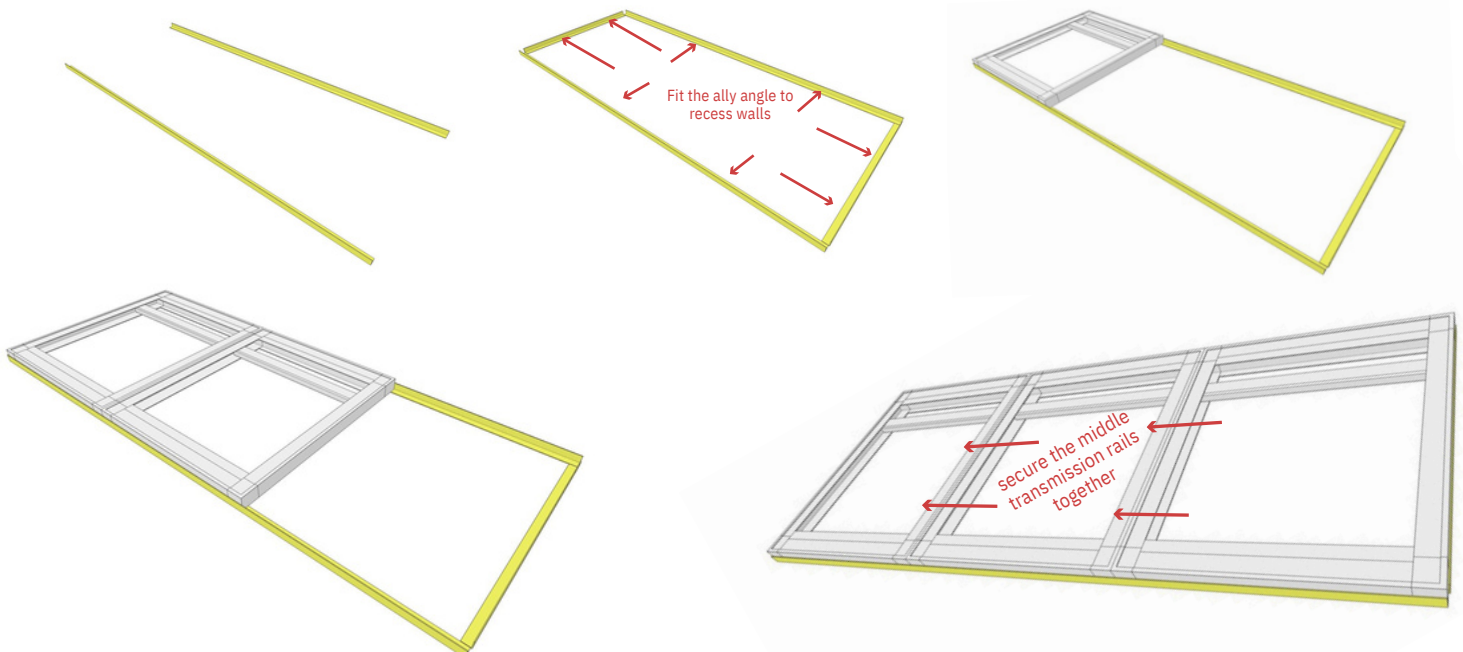 Fit the ally angle to
recess walls
secure the middle
transmission rails
together